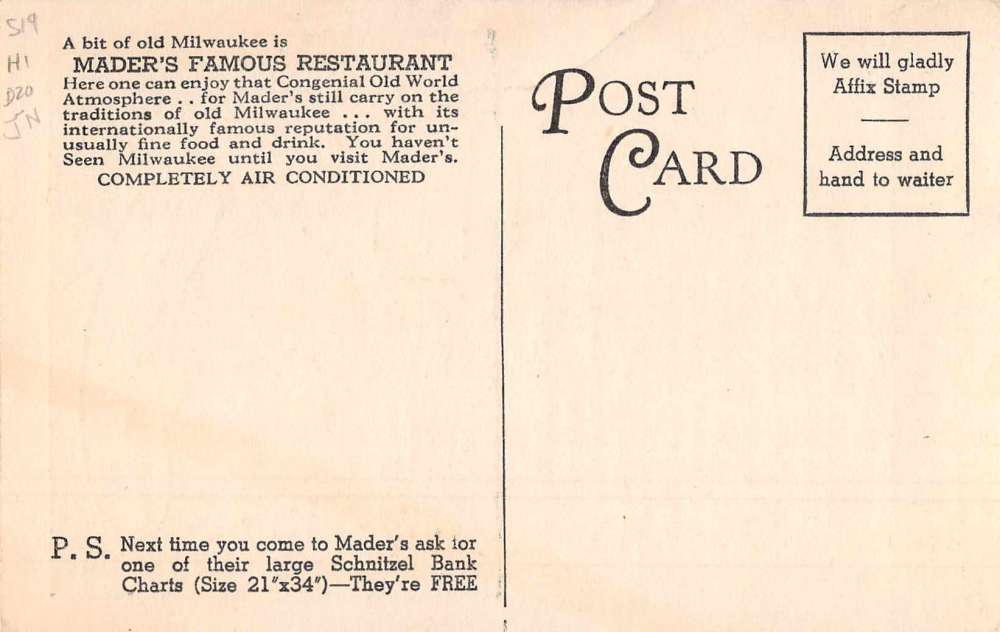 S19
HI
D20
JN
A bit of old Milwaukee is
MADER'S FAMOUS RESTAURANT
Here one can enjoy that Congenial Old World
Atmosphere . . for Mader's still carry on the
traditions of old Milwaukee ... with its
internationally famous reputation for un-
usually fine food and drink. You haven't
Seen Milwaukee until you visit Mader's.
COMPLETELY AIR CONDITIONED
POST
CARD
We will gladly
Affix Stamp
Address and
hand to waiter
P. S. Next time you come to Mader's ask for
one of their large Schnitzel Bank
Charts (Size 21"x34")—They're FREE